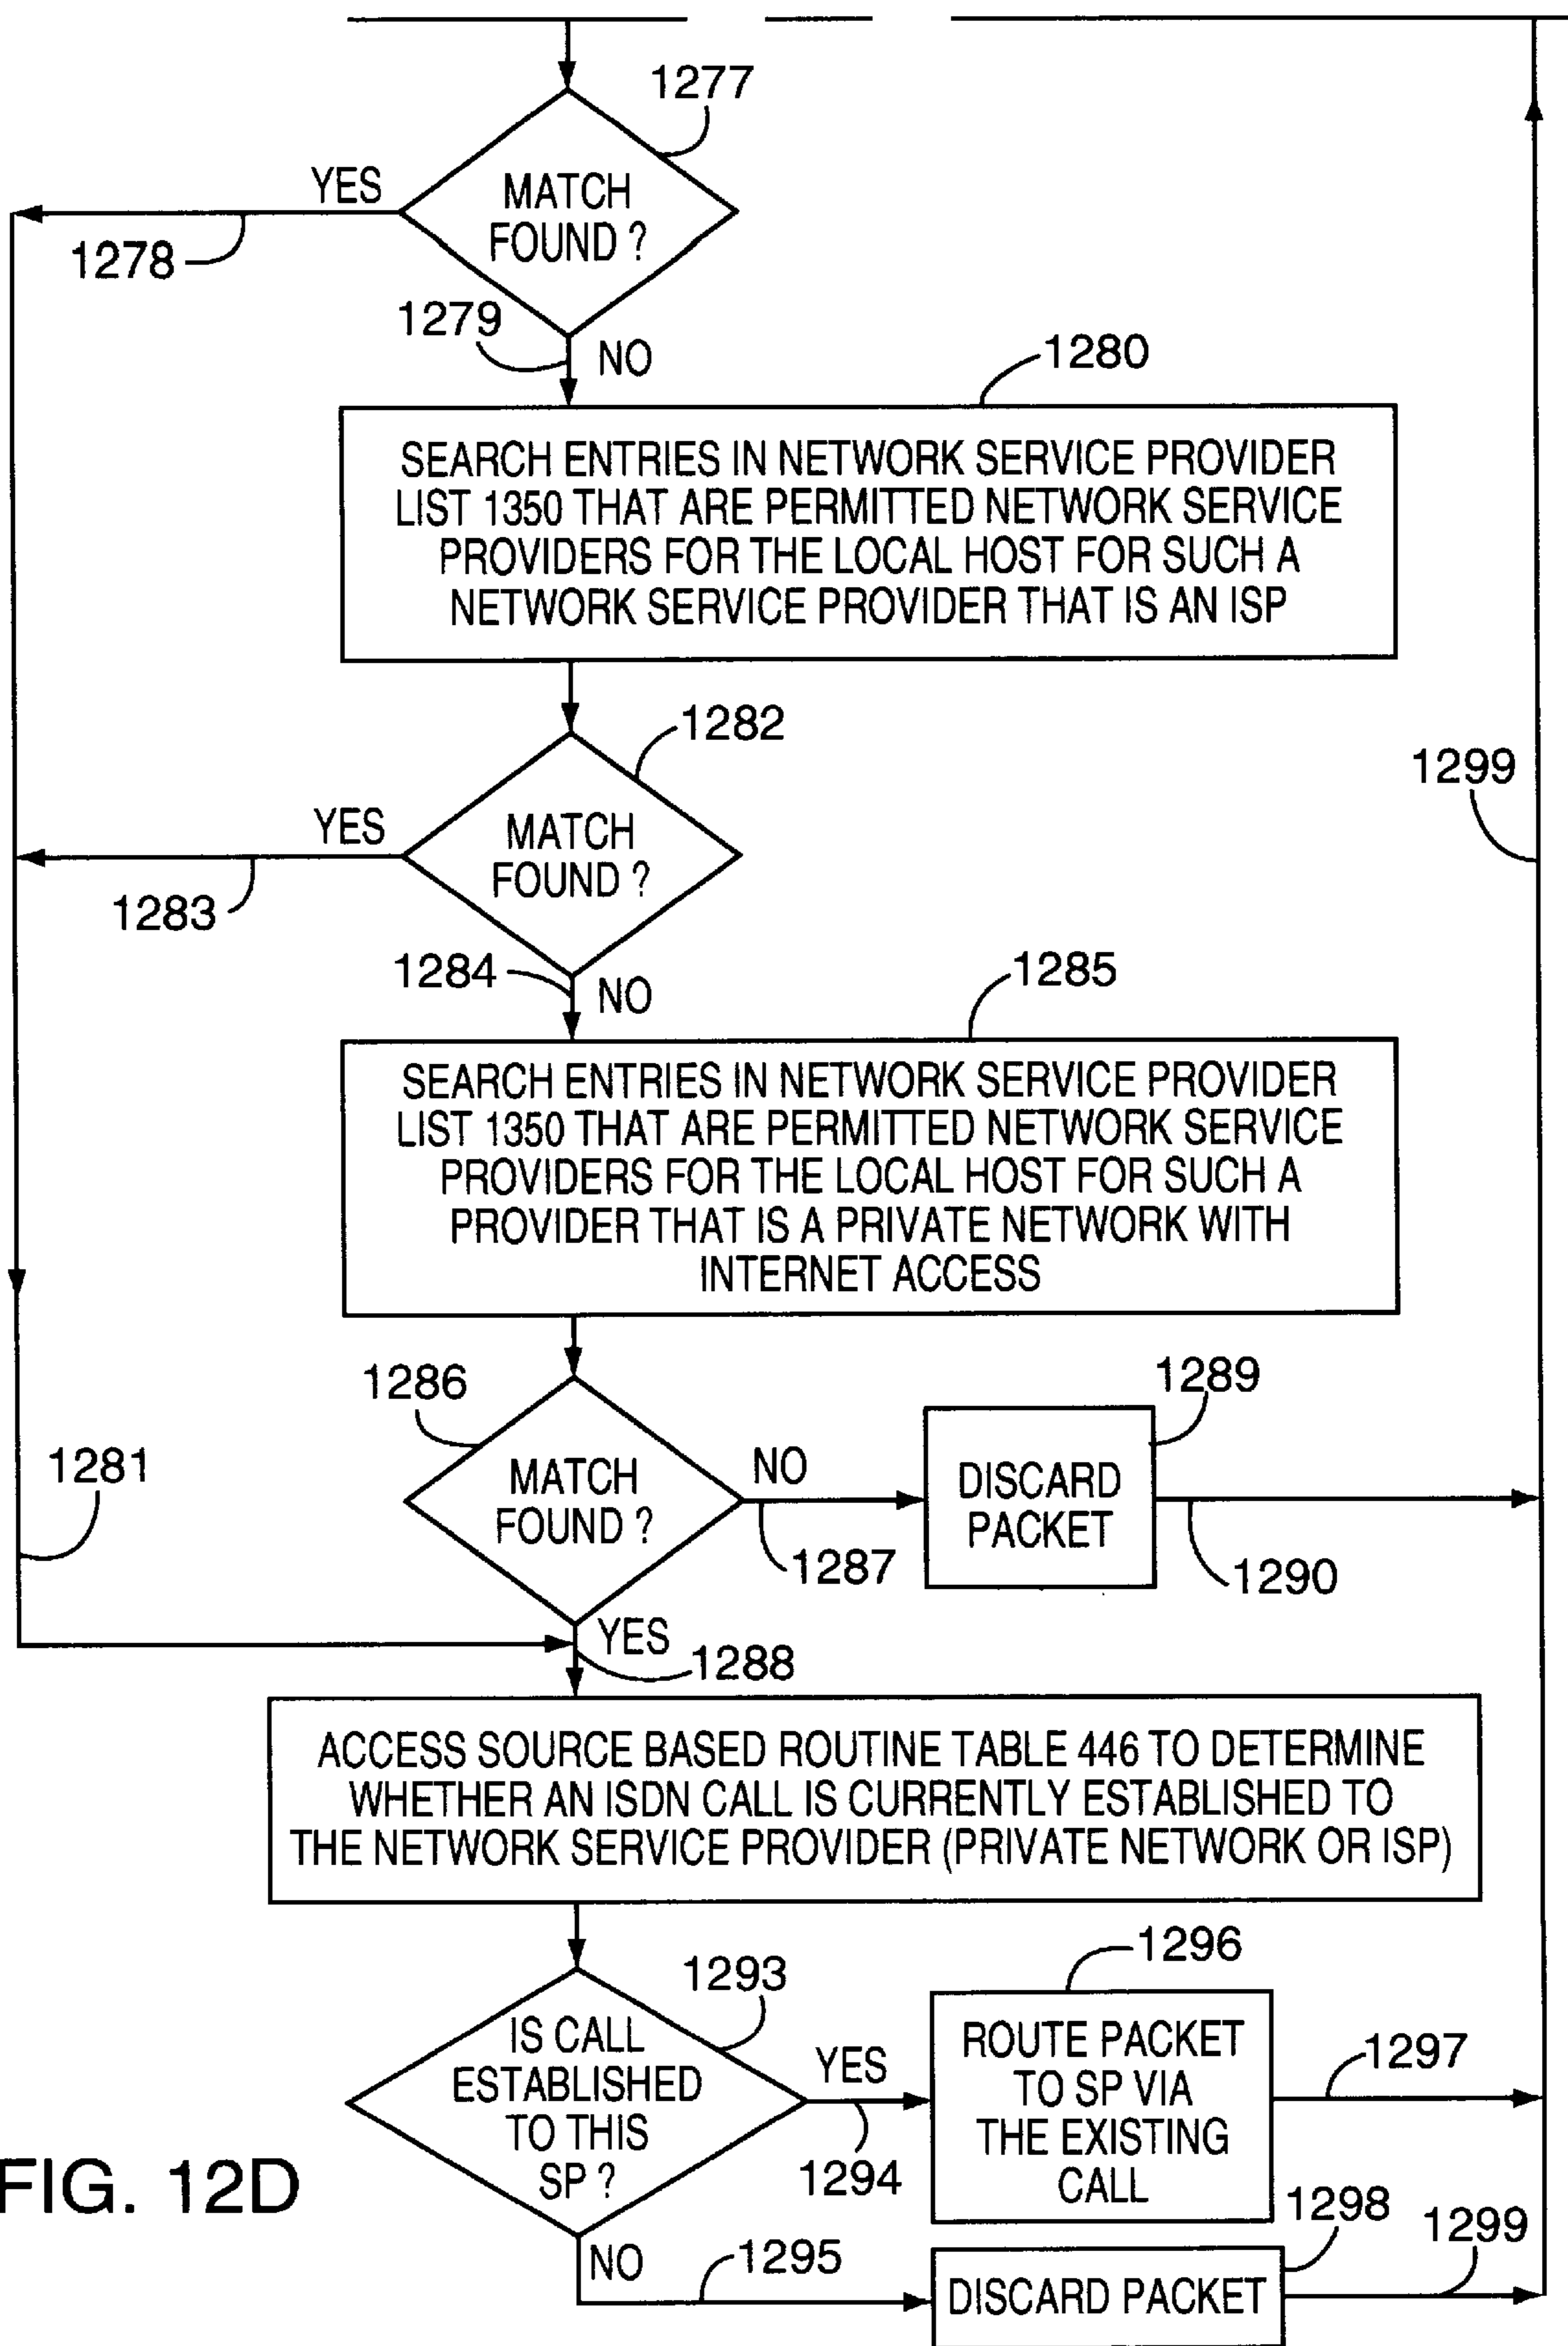 1277
YES
MATCH
FOUND ?
1278
1279
NO
1280
SEARCH ENTRIES IN NETWORK SERVICE PROVIDER
LIST 1350 THAT ARE PERMITTED NETWORK SERVICE
PROVIDERS FOR THE LOCAL HOST FOR SUCH A
NETWORK SERVICE PROVIDER THAT IS AN ISP
1282
1299
YES
MATCH
FOUND ?
1283
1284
NO
1285
SEARCH ENTRIES IN NETWORK SERVICE PROVIDER
LIST 1350 THAT ARE PERMITTED NETWORK SERVICE
PROVIDERS FOR THE LOCAL HOST FOR SUCH A
PROVIDER THAT IS A PRIVATE NETWORK WITH
INTERNET ACCESS
1286
1289
1281
MATCH
FOUND ?
NO
1287
DISCARD
PACKET
1290
YES
1288
ACCESS SOURCE BASED ROUTINE TABLE 446 TO DETERMINE
WHETHER AN ISDN CALL IS CURRENTLY ESTABLISHED TO
THE NETWORK SERVICE PROVIDER (PRIVATE NETWORK OR ISP)
1293
1296
IS CALL
ESTABLISHED
TO THIS
SP ?
YES
1294
ROUTE PACKET
TO SP VIA
THE EXISTING
CALL
1297
FIG. 12D
NO
1295
1298
1299
DISCARD PACKET